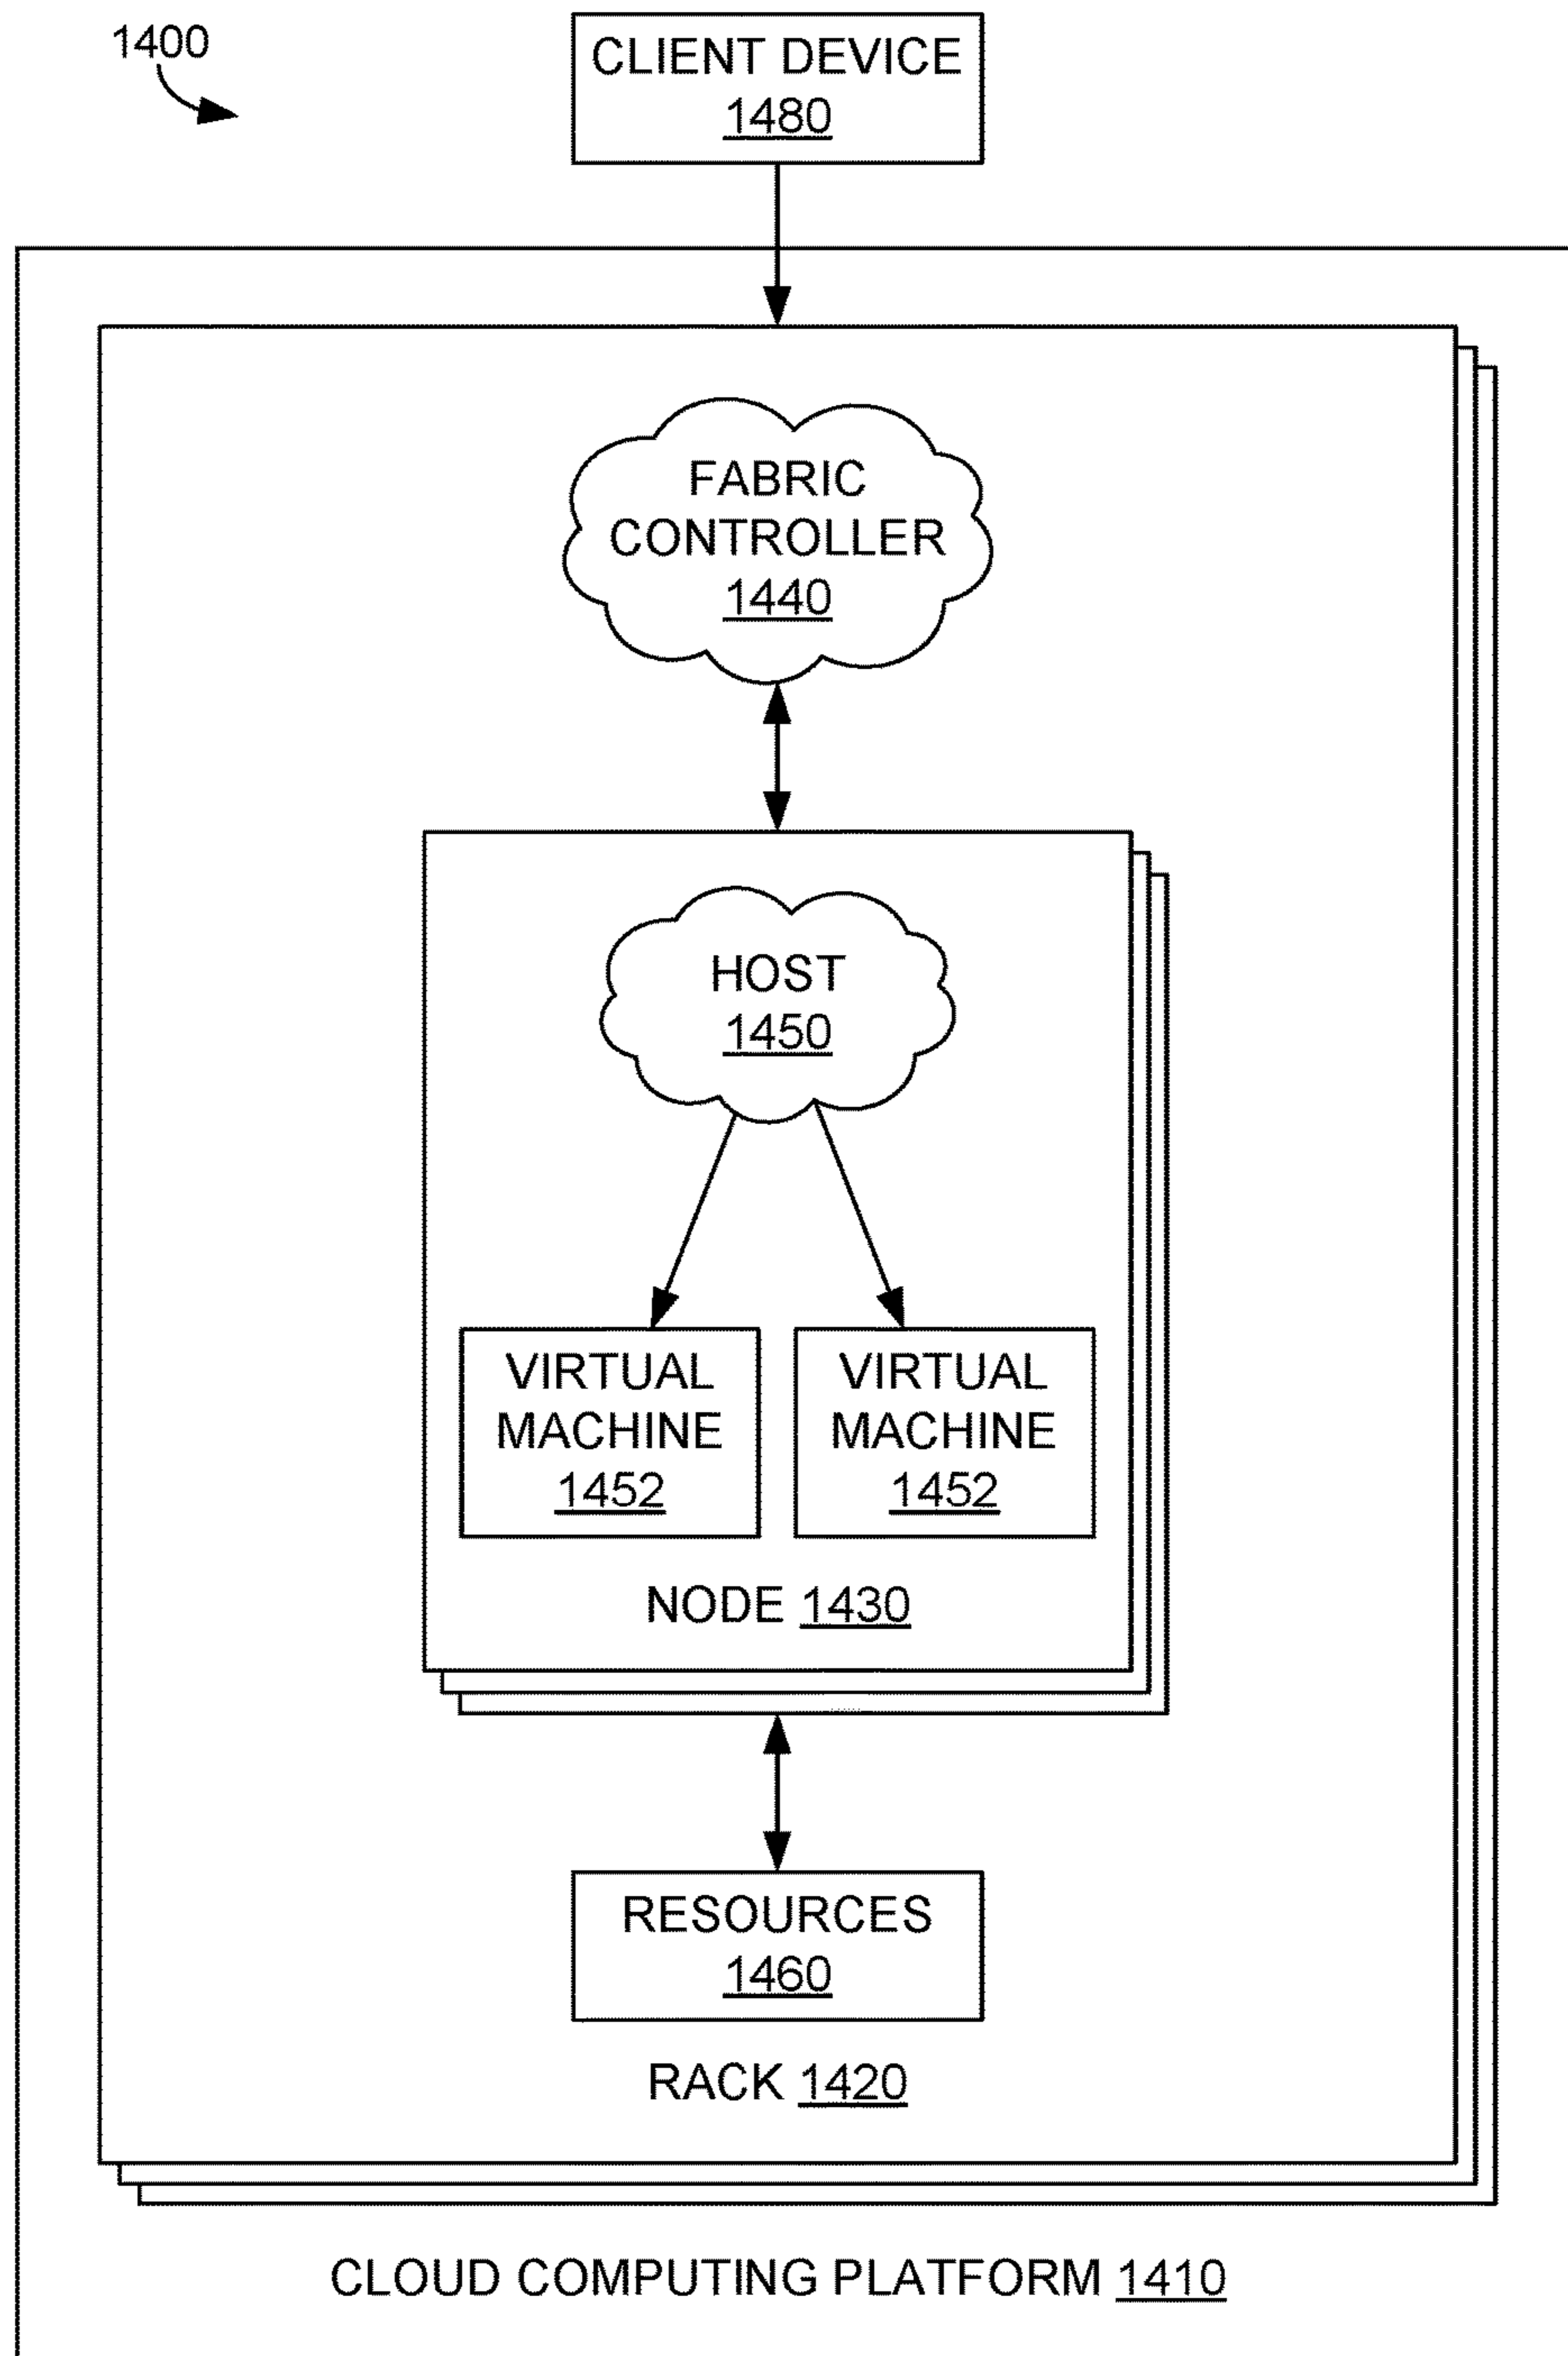 1400
CLIENT DEVICE
1480
FABRIC
CONTROLLER
1440
HOST
1450
VIRTUAL
MACHINE
1452
VIRTUAL
MACHINE
1452
NODE 1430
RESOURCES
1460
RACK 1420
CLOUD COMPUTING PLATFORM 1410